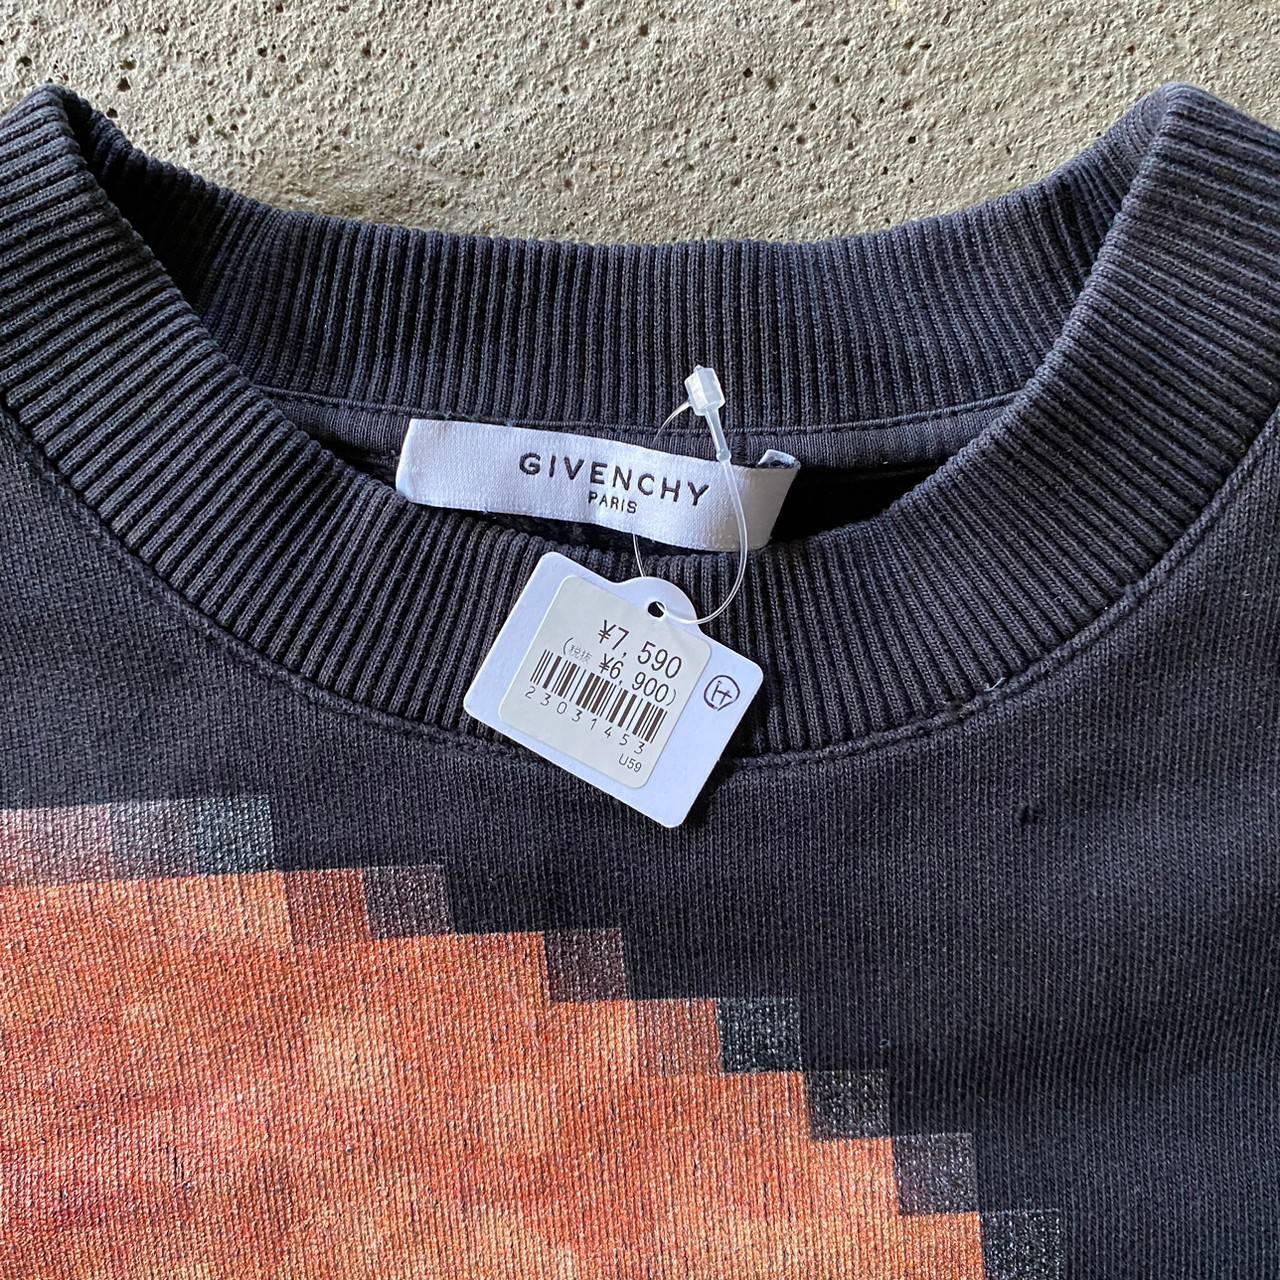 GIVENCHY
PARIS
¥7,590
(税抜 ¥6,900)
23031453
U59